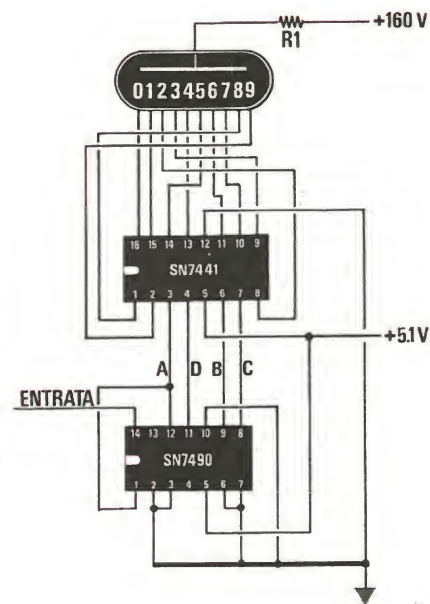 +160 V
R1
0123456789
16 15 14 13 12 11 10 9
SN7441
1 2 3 4 5 6 7 8
+5.1 V
A D B C
ENTRATA
14 13 12 11 10 9 8
SN7490
1 2 3 4 5 6 7